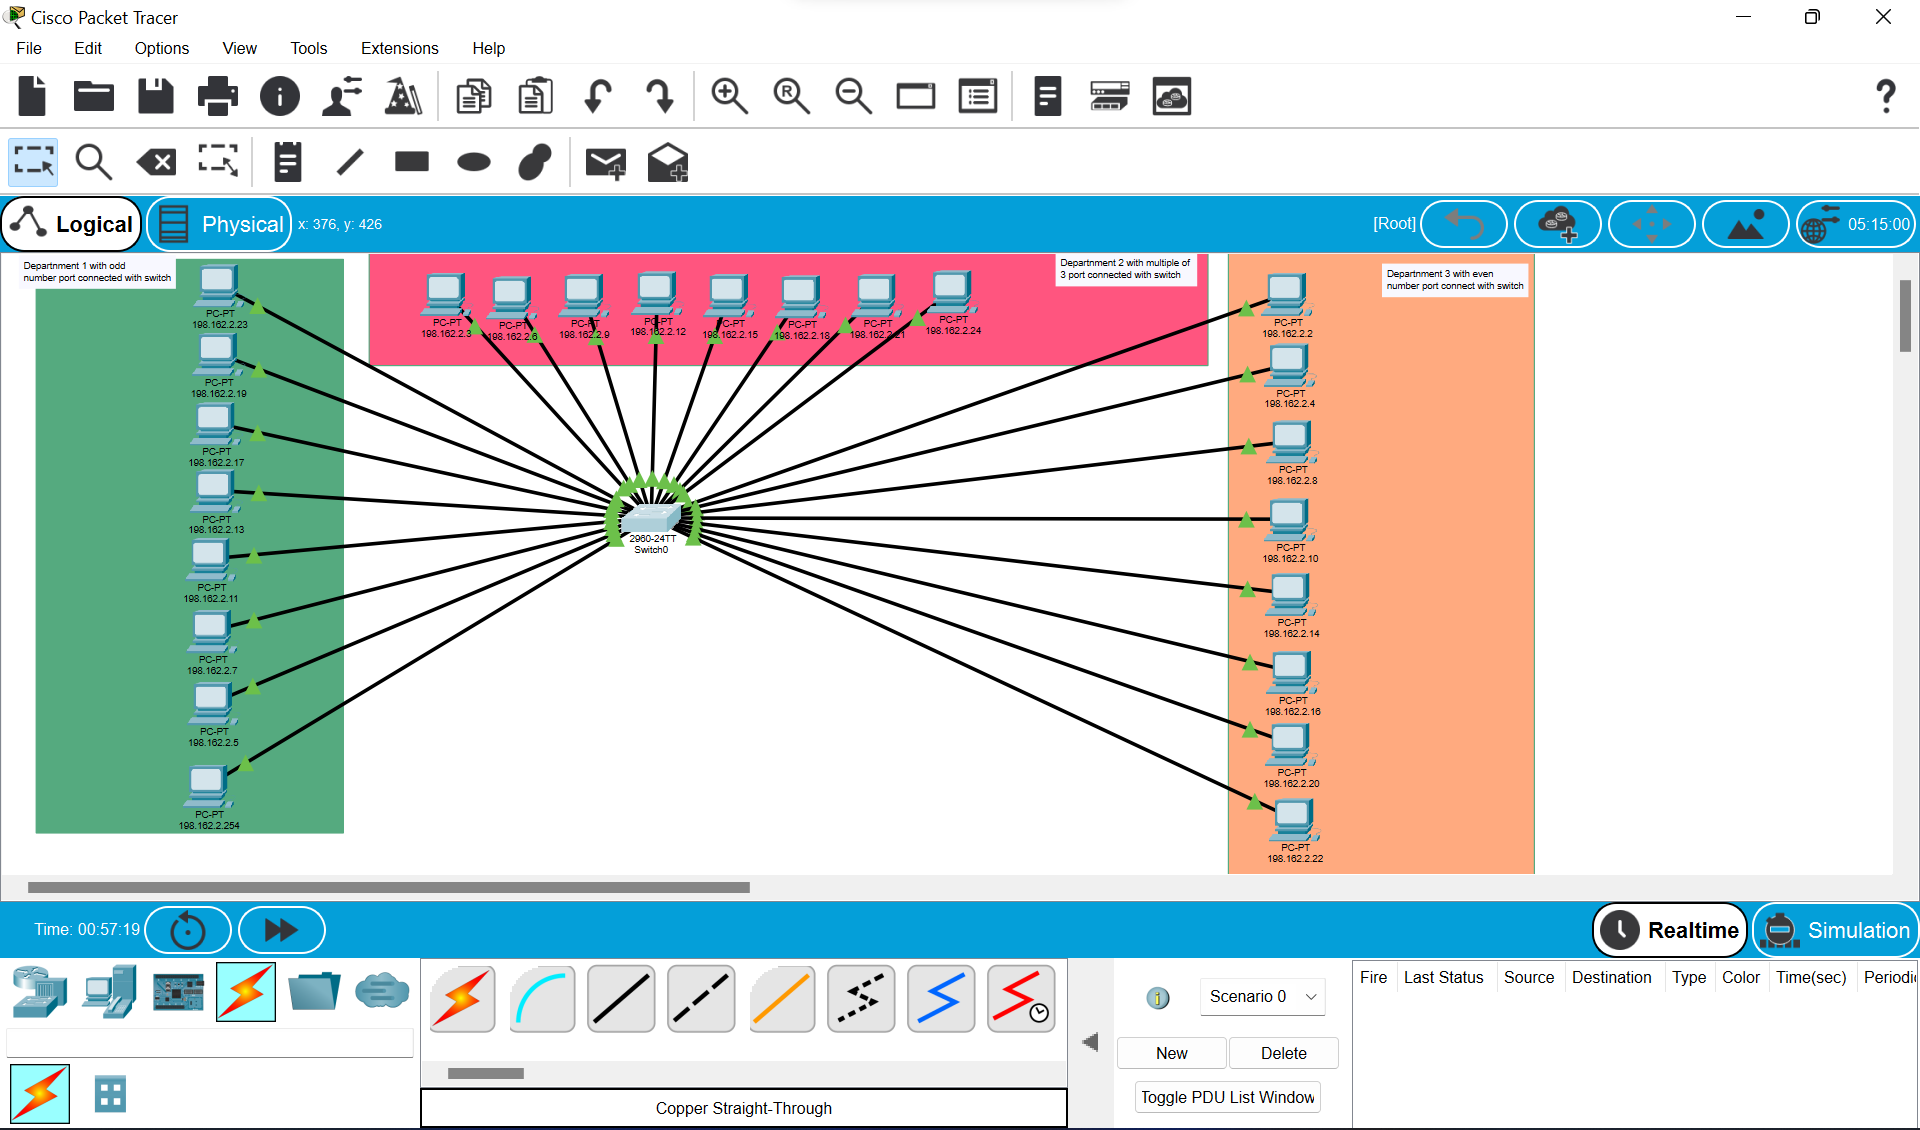 Cisco Packet Tracer
File Edit Options View Tools Extensions Help
R
?
Logical
Physical
x: 376, y: 426
[Root]
05:15:00
Departnment 1 with odd
number port connected with switch
PC-PT
198.162.2.23
PC-PT
198.162.2.19
PC-PT
198.162.2.17
PC-PT
198.162.2.13
PC-PT
198.162.2.11
PC-PT
198.162.2.7
PC-PT
198.162.2.5
PC-PT
198.162.2.254
Departnment 2 with multiple of
3 port connected with switch
PC-PT
198.162.2.3
PC-PT
198.162.2.6
PC-PT
198.162.2.9
PC-PT
198.162.2.12
PC-PT
198.162.2.15
PC-PT
198.162.2.18
PC-PT
198.162.2.21
PC-PT
198.162.2.24
2960-24TT
Switch0
Departnment 3 with even
number port connect with switch
PC-PT
198.162.2.2
PC-PT
198.162.2.4
PC-PT
198.162.2.8
PC-PT
198.162.2.10
PC-PT
198.162.2.14
PC-PT
198.162.2.16
PC-PT
198.162.2.20
PC-PT
198.162.2.22
Time: 00:57:19
Realtime
Simulation
Copper Straight-Through
Scenario 0
New
Delete
Toggle PDU List Window
Fire Last Status Source Destination Type Color Time(sec) Periodic